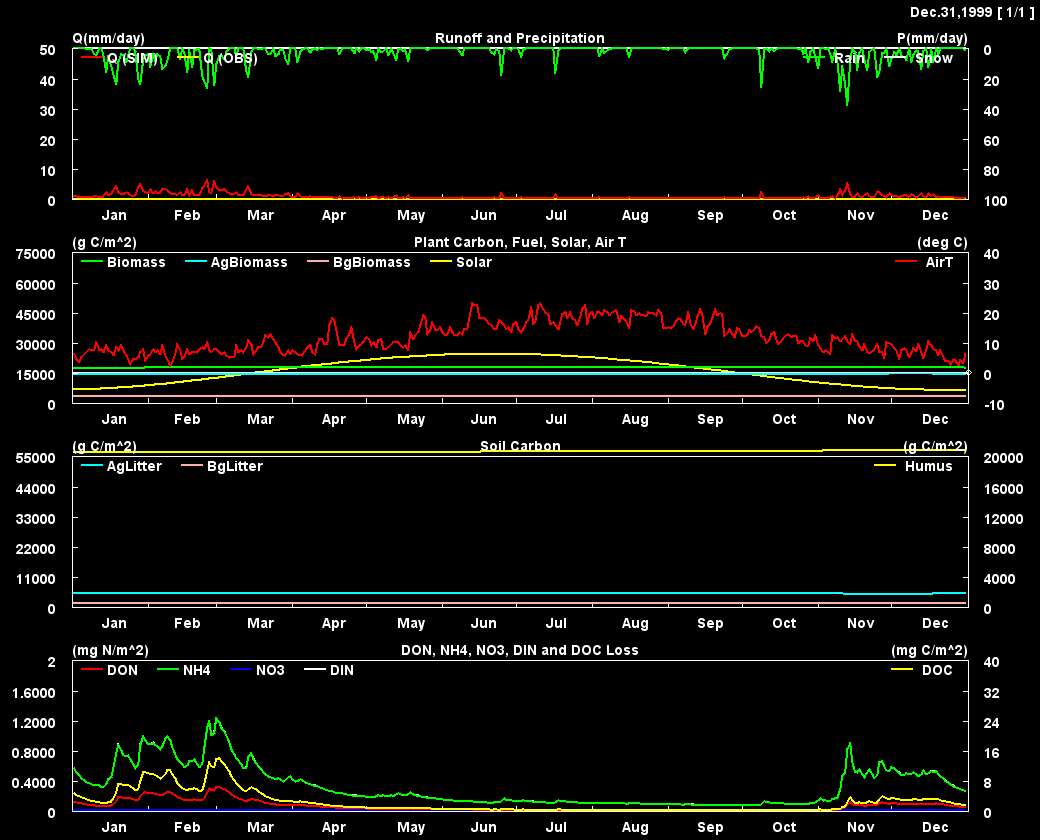 Dec.31,1999 [ 1/1 ]
Q(mm/day) Runoff and Precipitation P(mm/day)
Q (SIM) Q (OBS) Rain Snow
50 0
40 20
30 40
20 60
10 80
0 100
Jan Feb Mar Apr May Jun Jul Aug Sep Oct Nov Dec
(g C/m^2) Plant Carbon, Fuel, Solar, Air T (deg C)
75000 40
Biomass AgBiomass BgBiomass Solar AirT
60000 30
45000 20
30000 10
15000 0
0 -10
Jan Feb Mar Apr May Jun Jul Aug Sep Oct Nov Dec
(g C/m^2) Soil Carbon (g C/m^2)
55000 20000
AgLitter BgLitter Humus
44000 16000
33000 12000
22000 8000
11000 4000
0 0
Jan Feb Mar Apr May Jun Jul Aug Sep Oct Nov Dec
(mg N/m^2) DON, NH4, NO3, DIN and DOC Loss (mg C/m^2)
2 40
DON NH4 NO3 DIN DOC
1.6000 32
1.2000 24
0.8000 16
0.4000 8
0 0
Jan Feb Mar Apr May Jun Jul Aug Sep Oct Nov Dec